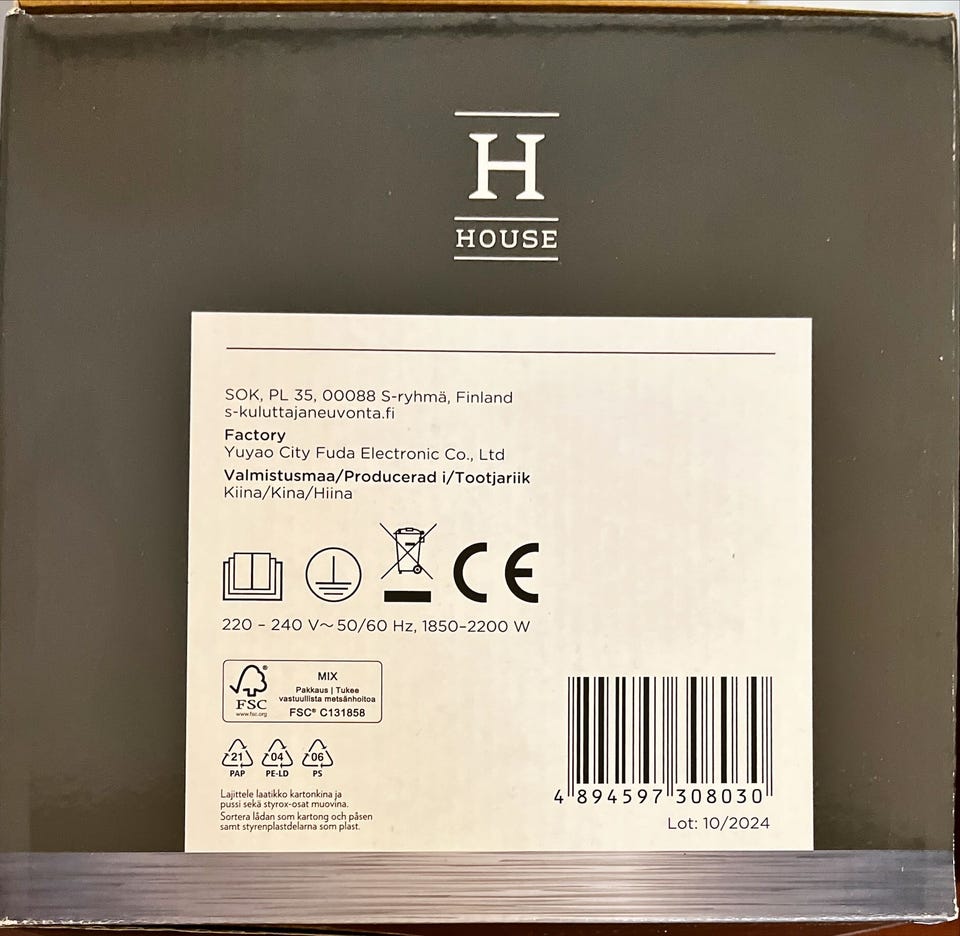 H
HOUSE
SOK, PL 35, 00088 S-ryhmä, Finland
s-kuluttajaneuvonta.fi
Factory
Yuyao City Fuda Electronic Co., Ltd
Valmistusmaa/Producerad i/Tootjariik
Kiina/Kina/Hiina
CE
220 – 240 V~ 50/60 Hz, 1850–2200 W
FSC
www.fsc.org
MIX
Pakkaus | Tukee
vastuullista metsänhoitoa
FSC® C131858
21
PAP
04
PE-LD
06
PS
Lajittele laatikko kartonkina ja
pussi sekä styrox-osat muovina.
Sortera lådan som kartong och påsen
samt styrenplastdelarna som plast.
4 894597 308030
Lot: 10/2024